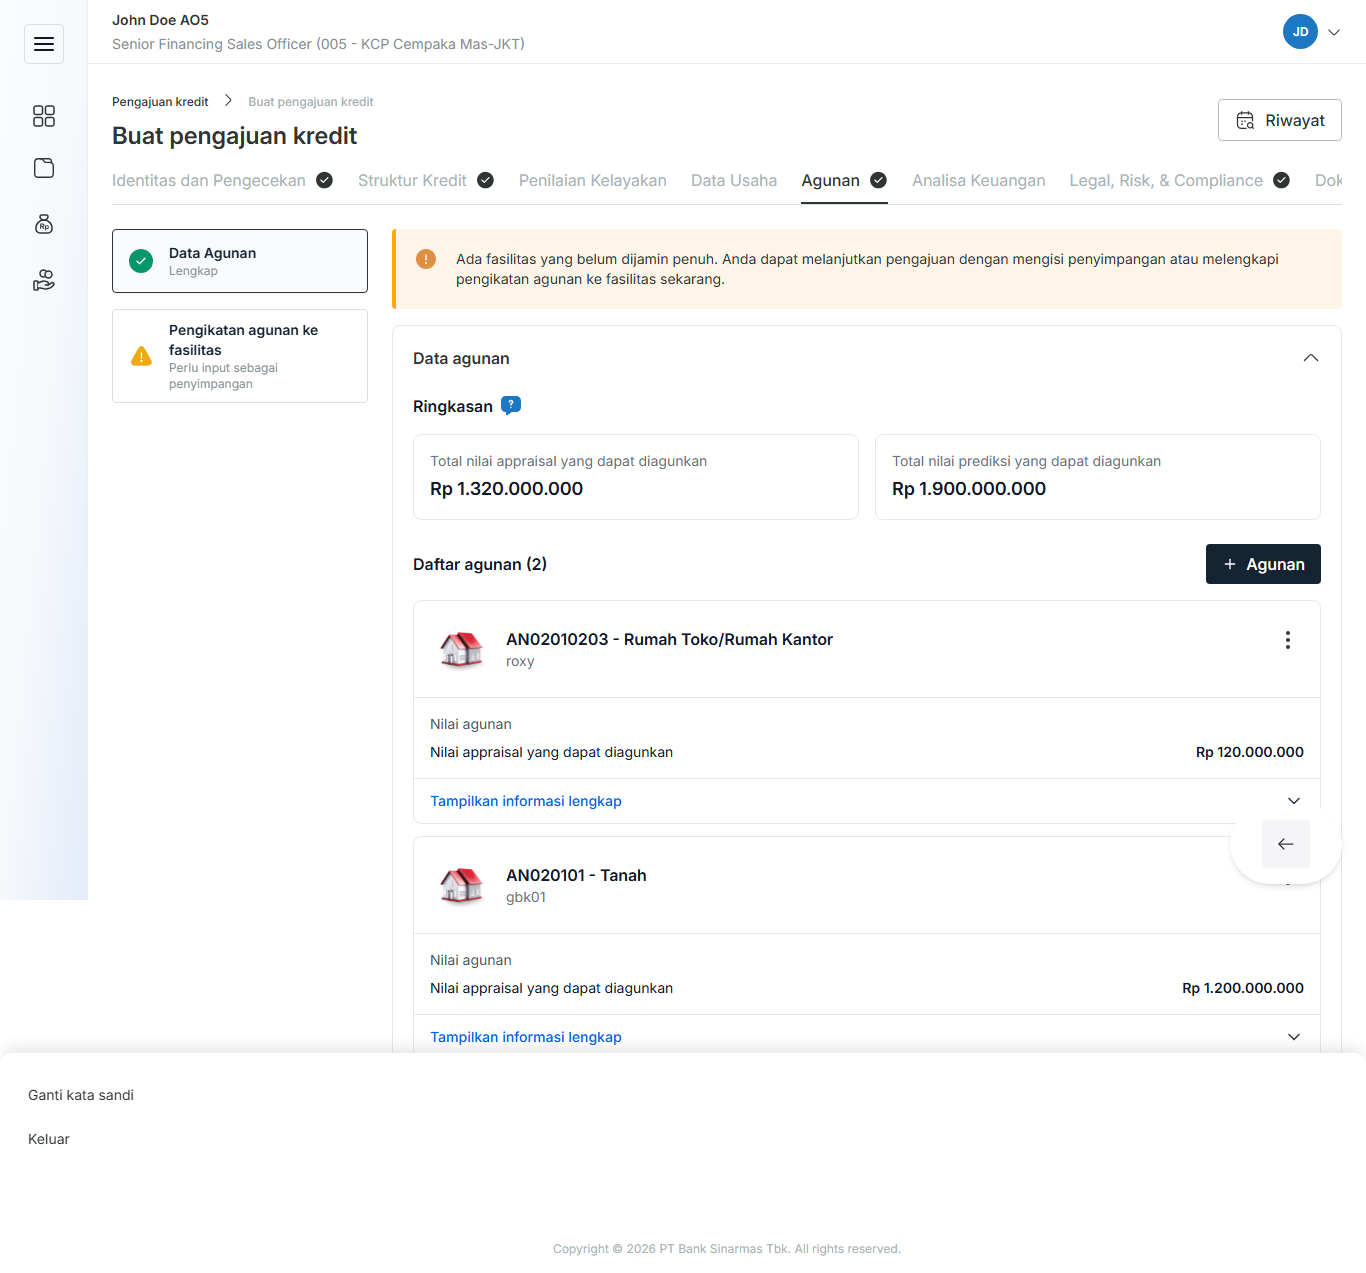 John Doe AO5
Senior Financing Sales Officer (005 - KCP Cempaka Mas-JKT)
JD
Pengajuan kredit
Buat pengajuan kredit
Buat pengajuan kredit
Riwayat
Identitas dan Pengecekan
Struktur Kredit
Penilaian Kelayakan
Data Usaha
Agunan
Analisa Keuangan
Legal, Risk, & Compliance
Dok
Data Agunan
Lengkap
Pengikatan agunan ke
fasilitas
Perlu input sebagai
penyimpangan
Ada fasilitas yang belum dijamin penuh. Anda dapat melanjutkan pengajuan dengan mengisi penyimpangan atau melengkapi
pengikatan agunan ke fasilitas sekarang.
Data agunan
Ringkasan
Total nilai appraisal yang dapat diagunkan
Rp 1.320.000.000
Total nilai prediksi yang dapat diagunkan
Rp 1.900.000.000
Daftar agunan (2)
+ Agunan
AN02010203 - Rumah Toko/Rumah Kantor
roxy
Nilai agunan
Nilai appraisal yang dapat diagunkan
Rp 120.000.000
Tampilkan informasi lengkap
AN020101 - Tanah
gbk01
Nilai agunan
Nilai appraisal yang dapat diagunkan
Rp 1.200.000.000
Tampilkan informasi lengkap
Ganti kata sandi
Keluar
Copyright © 2026 PT Bank Sinarmas Tbk. All rights reserved.